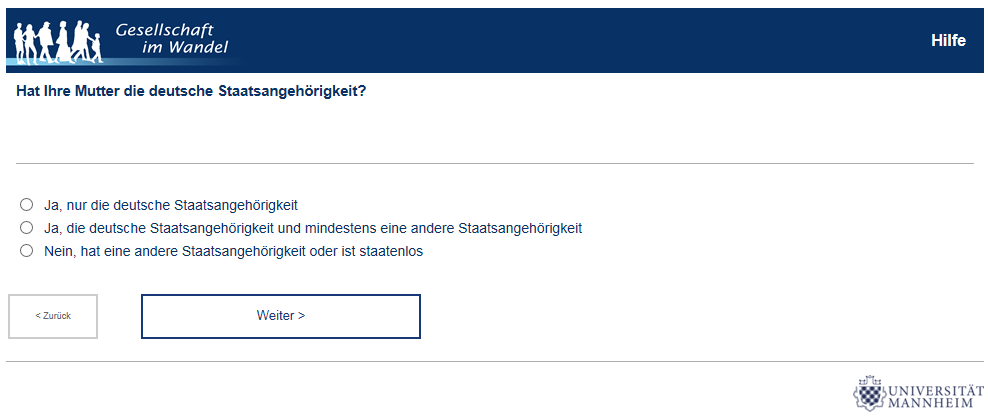 Gesellschaft
im Wandel
Hilfe
Hat Ihre Mutter die deutsche Staatsangehörigkeit?
Ja, nur die deutsche Staatsangehörigkeit
Ja, die deutsche Staatsangehörigkeit und mindestens eine andere Staatsangehörigkeit
Nein, hat eine andere Staatsangehörigkeit oder ist staatenlos
< Zurück
Weiter >
UNIVERSITÄT
MANNHEIM